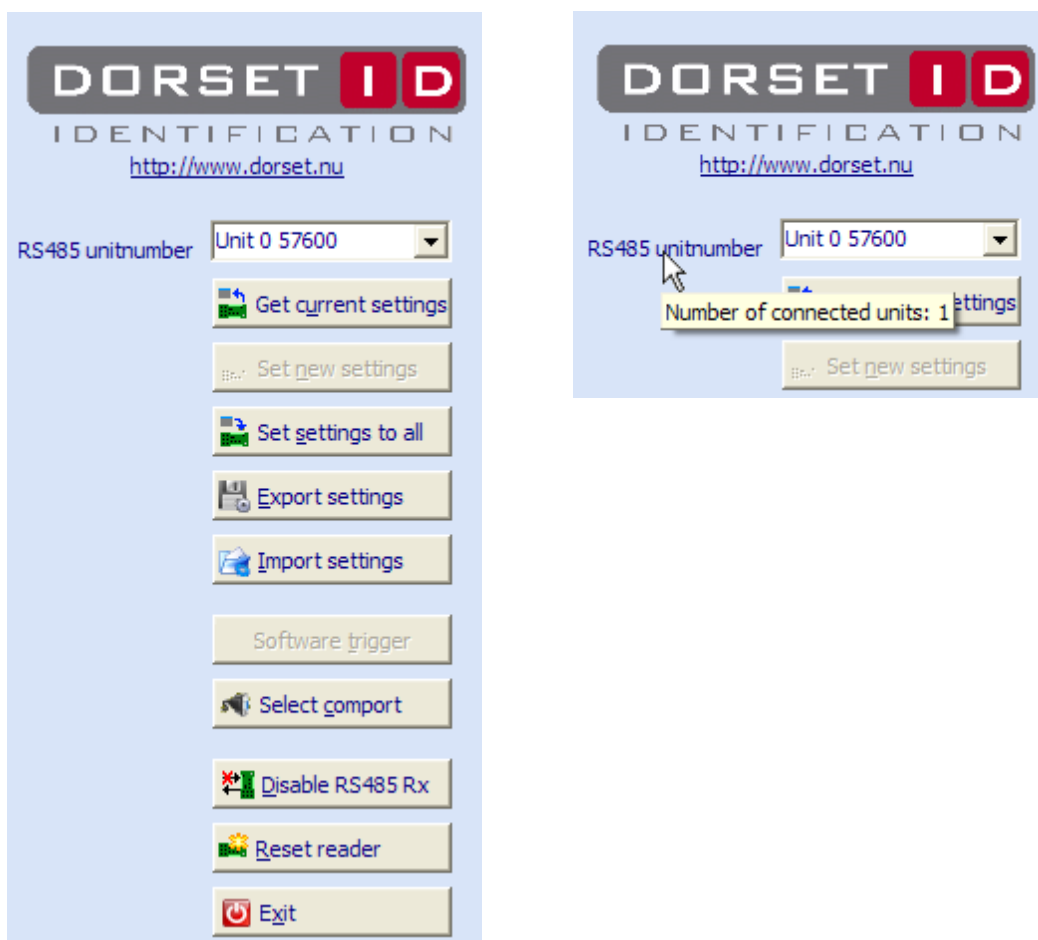 DORSET ID
IDENTIFICATION
http://www.dorset.nu
RS485 unitnumber
Unit 0 57600
Get current settings
Set new settings
Set settings to all
Export settings
Import settings
Software trigger
Select comport
Disable RS485 Rx
Reset reader
Exit
DORSET ID
IDENTIFICATION
http://www.dorset.nu
RS485 unitnumber
Unit 0 57600
ettings
Number of connected units: 1
Set new settings